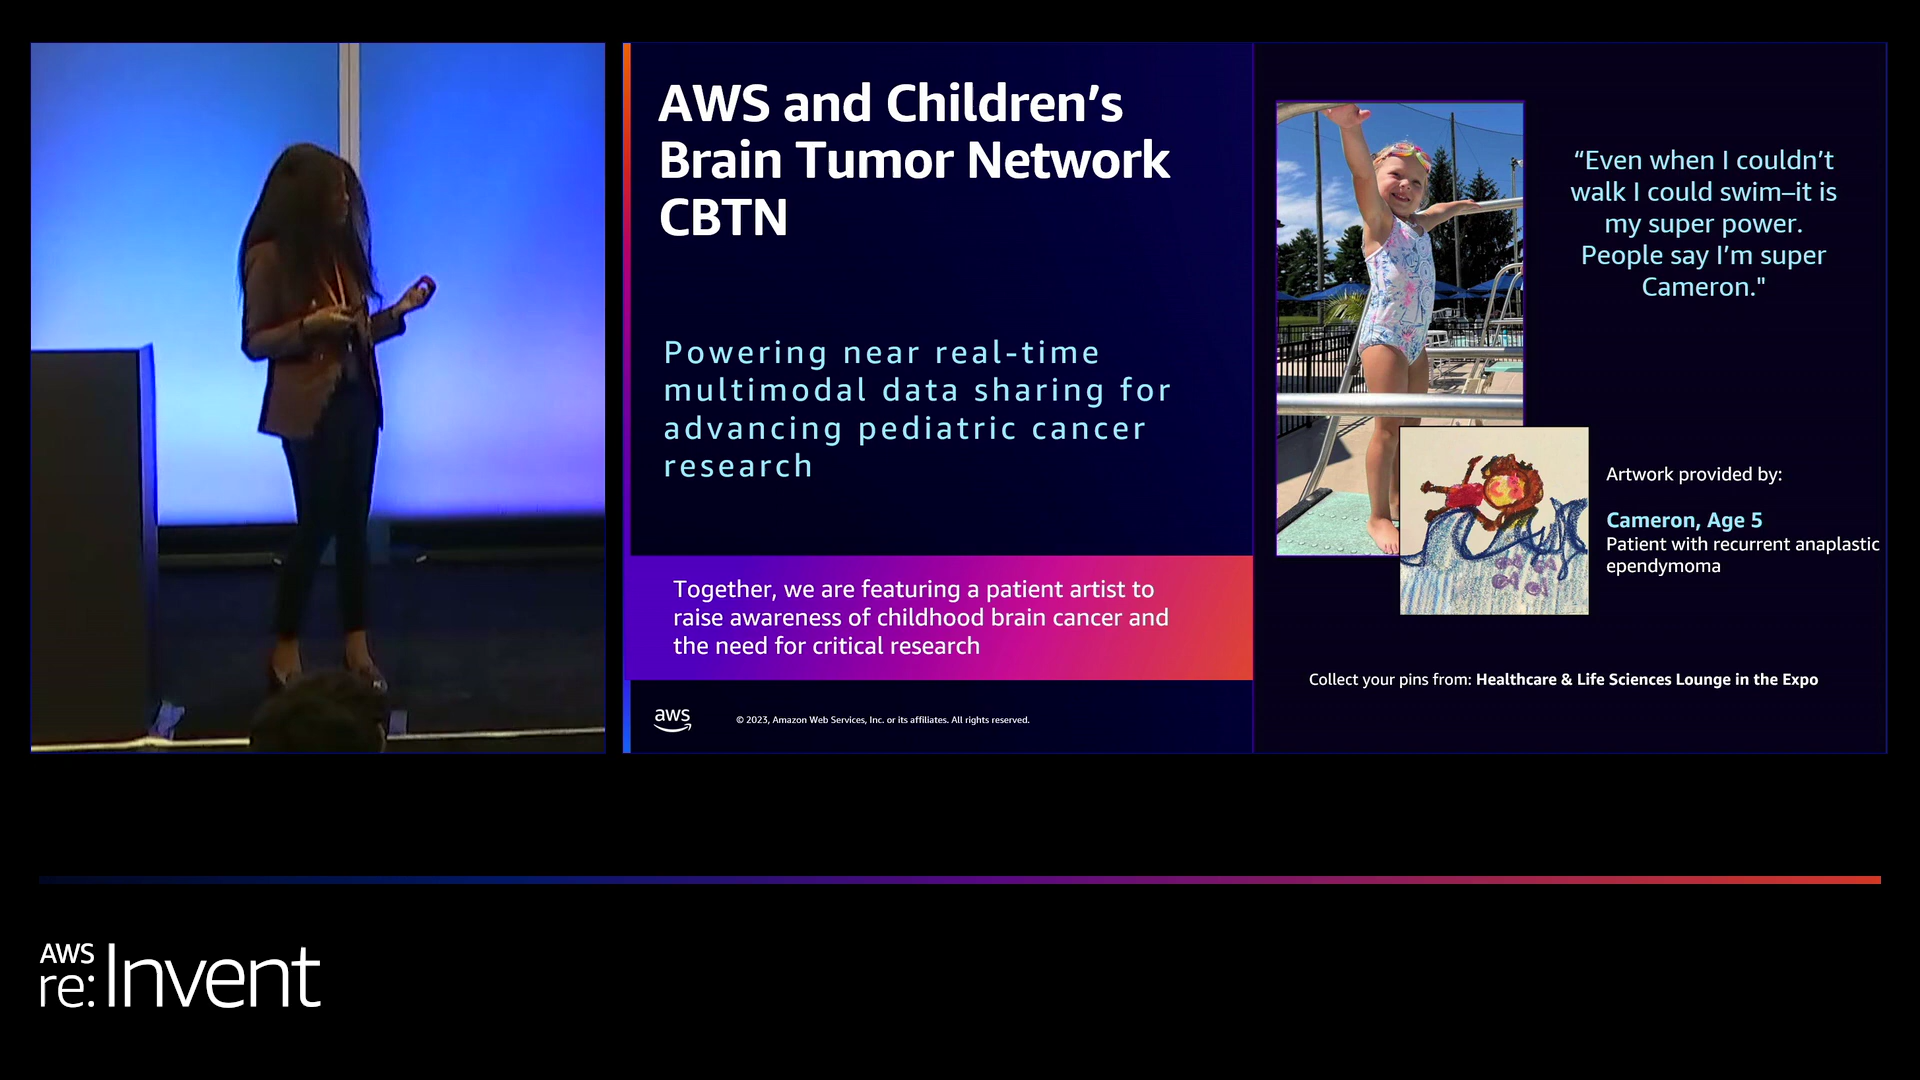 AWS and Children's
Brain Tumor Network
CBTN
Powering near real-time
multimodal data sharing for
advancing pediatric cancer
research
Together, we are featuring a patient artist to
raise awareness of childhood brain cancer and
the need for critical research
aws
© 2023, Amazon Web Services, Inc. or its affiliates. All rights reserved.
“Even when I couldn’t
walk I could swim–it is
my super power.
People say I’m super
Cameron."
Artwork provided by:
Cameron, Age 5
Patient with recurrent anaplastic
ependymoma
Collect your pins from: Healthcare & Life Sciences Lounge in the Expo
AWS
re:Invent